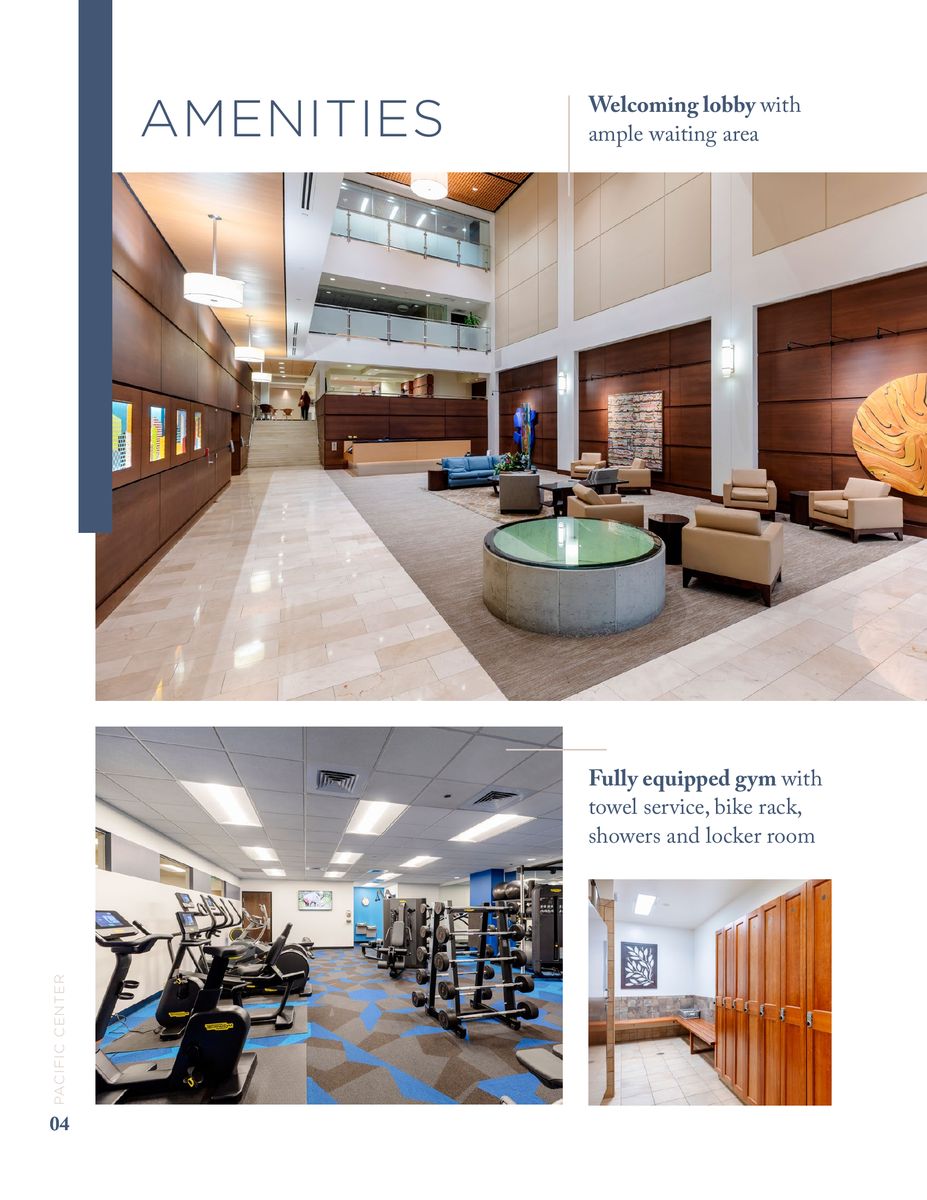 AMENITIES
Welcoming lobby with
ample waiting area
Fully equipped gym with
towel service, bike rack,
showers and locker room
PACIFIC CENTER
04